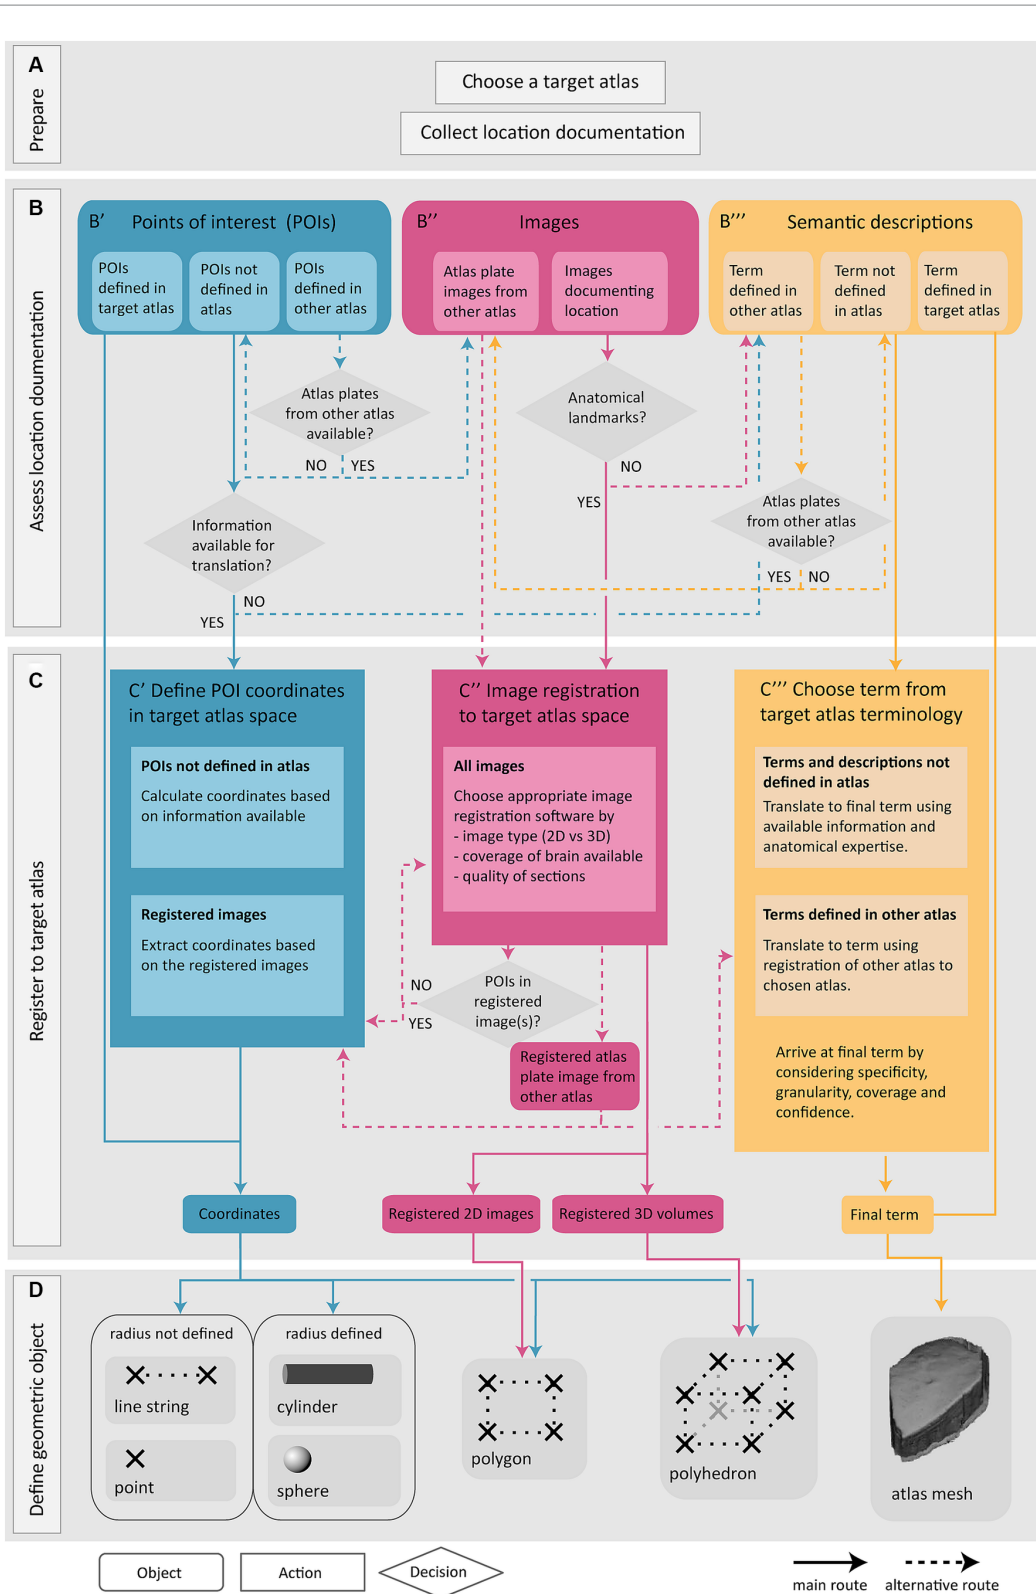 A
Prepare
Choose a target atlas
Collect location documentation
B
Assess location doumentation
B′ Points of interest (POIs)
POIs
defined in
target atlas
POIs not
defined in
atlas
POIs
defined in
other atlas
B′′ Images
Atlas plate
images from
other atlas
Images
documenting
location
B′′′ Semantic descriptions
Term
defined in
other atlas
Term not
defined
in atlas
Term
defined in
target atlas
Atlas plates
from other atlas
available?
NO YES
Anatomical
landmarks?
NO
YES
Atlas plates
from other atlas
available?
YES NO
Information
available for
translation?
NO
YES
C
Register to target atlas
C′ Define POI coordinates
in target atlas space
POIs not defined in atlas
Calculate coordinates based
on information available
Registered images
Extract coordinates based
on the registered images
C′′ Image registration
to target atlas space
All images
Choose appropriate image
registration software by
- image type (2D vs 3D)
- coverage of brain available
- quality of sections
POIs in
registered
image(s)?
NO
YES
Registered atlas
plate image from
other atlas
C′′′ Choose term from
target atlas terminology
Terms and descriptions not
defined in atlas
Translate to final term using
available information and
anatomical expertise.
Terms defined in other atlas
Translate to term using
registration of other atlas to
chosen atlas.
Arrive at final term by
considering specificity,
granularity, coverage and
confidence.
Coordinates
Registered 2D images
Registered 3D volumes
Final term
D
Define geometric object
radius not defined
line string
point
radius defined
cylinder
sphere
polygon
polyhedron
atlas mesh
Object
Action
Decision
main route
alternative route